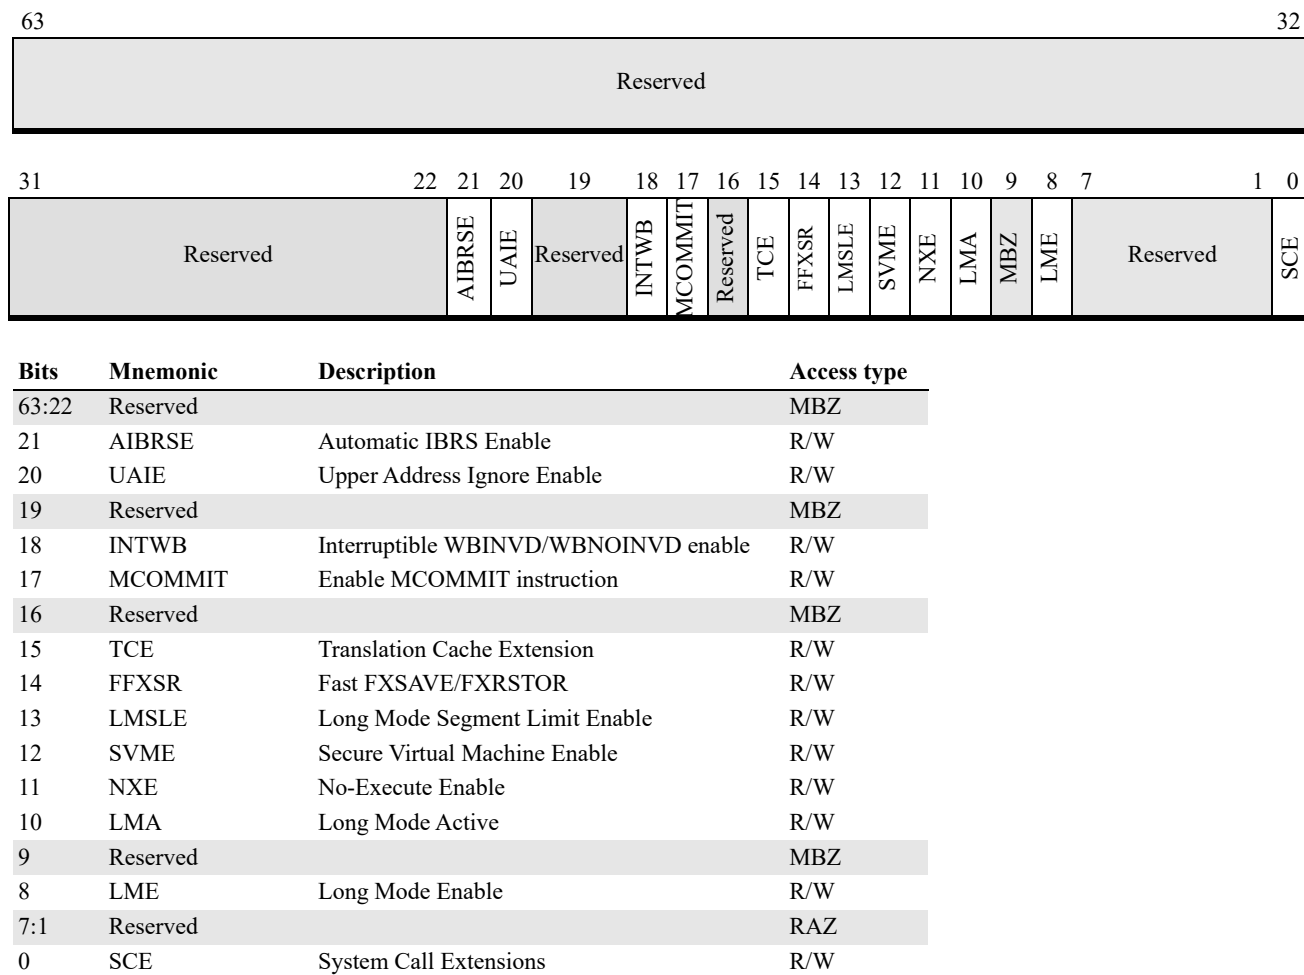 63 32
Reserved
31 22 21 20 19 18 17 16 15 14 13 12 11 10 9 8 7 1 0
Reserved AIBRSE UAIE Reserved INTWB MCOMMIT Reserved TCE FFXSR LMSLE SVME NXE LMA MBZ LME Reserved SCE
Bits Mnemonic Description Access type
63:22 Reserved MBZ
21 AIBRSE Automatic IBRS Enable R/W
20 UAIE Upper Address Ignore Enable R/W
19 Reserved MBZ
18 INTWB Interruptible WBINVD/WBNOINVD enable R/W
17 MCOMMIT Enable MCOMMIT instruction R/W
16 Reserved MBZ
15 TCE Translation Cache Extension R/W
14 FFXSR Fast FXSAVE/FXRSTOR R/W
13 LMSLE Long Mode Segment Limit Enable R/W
12 SVME Secure Virtual Machine Enable R/W
11 NXE No-Execute Enable R/W
10 LMA Long Mode Active R/W
9 Reserved MBZ
8 LME Long Mode Enable R/W
7:1 Reserved RAZ
0 SCE System Call Extensions R/W